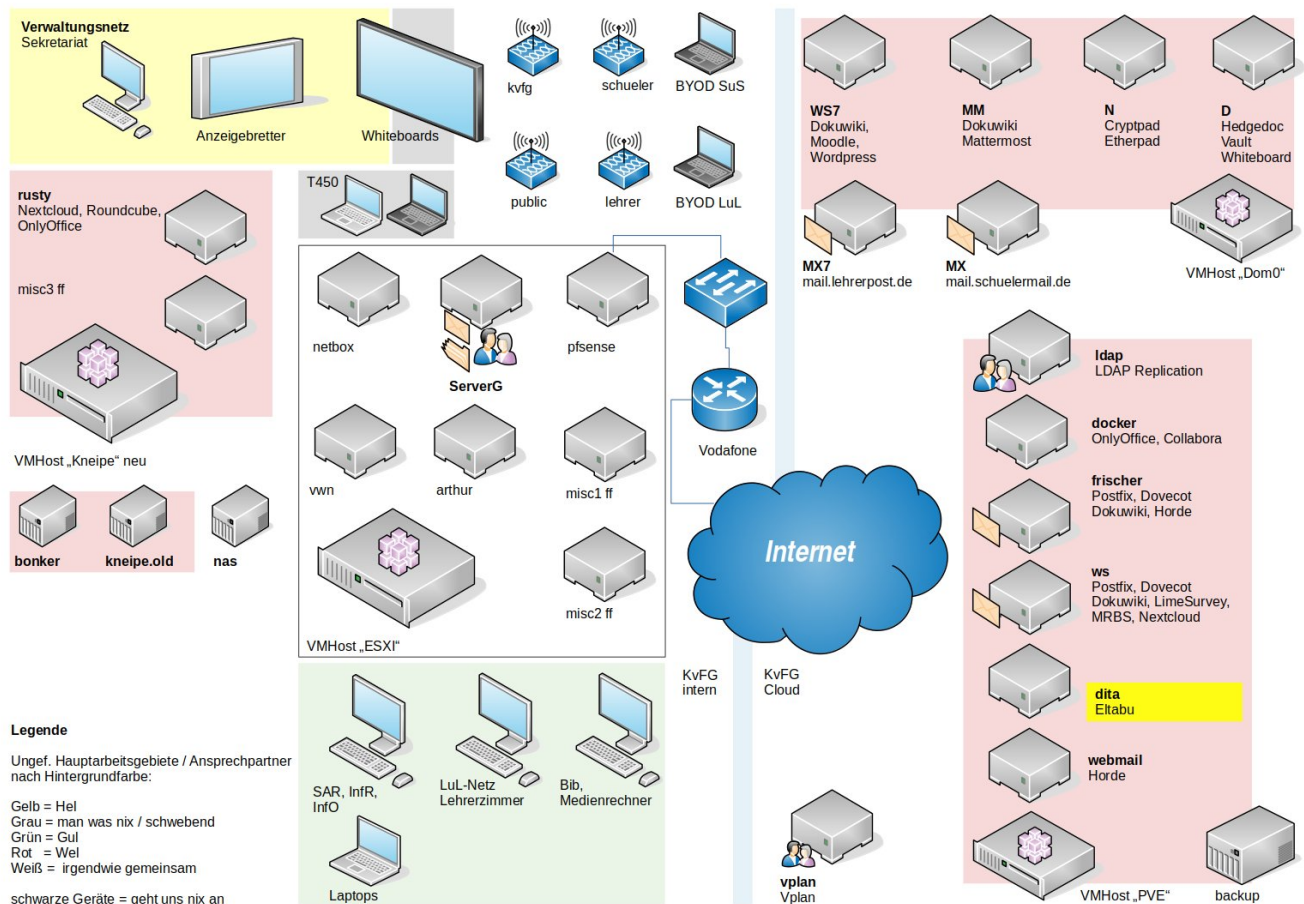 Verwaltungsnetz
Sekretariat
Anzeigebretter
Whiteboards
kvfg
schueler
BYOD SuS
public
lehrer
BYOD LuL
WS7
Dokuwiki,
Moodle,
Wordpress
MM
Dokuwiki
Mattermost
N
Cryptpad
Etherpad
D
Hedgedoc
Vault
Whiteboard
MX7
mail.lehrerpost.de
MX
mail.schuelermail.de
VMHost „Dom0“
rusty
Nextcloud, Roundcube,
OnlyOffice
misc3 ff
VMHost „Kneipe“ neu
bonker
kneipe.old
nas
T450
netbox
ServerG
pfsense
vwn
arthur
misc1 ff
misc2 ff
VMHost „ESXI“
Vodafone
Internet
KvFG
intern
KvFG
Cloud
ldap
LDAP Replication
docker
OnlyOffice, Collabora
frischer
Postfix, Dovecot
Dokuwiki, Horde
ws
Postfix, Dovecot
Dokuwiki, LimeSurvey,
MRBS, Nextcloud
dita
Eltabu
webmail
Horde
VMHost „PVE“
backup
vplan
Vplan
SAR, InfR,
InfO
LuL-Netz
Lehrerzimmer
Bib,
Medienrechner
Laptops
Legende
Ungef. Hauptarbeitsgebiete / Ansprechpartner
nach Hintergrundfarbe:
Gelb = Hel
Grau = man was nix / schwebend
Grün = Gul
Rot = Wel
Weiß = irgendwie gemeinsam
schwarze Geräte = geht uns nix an